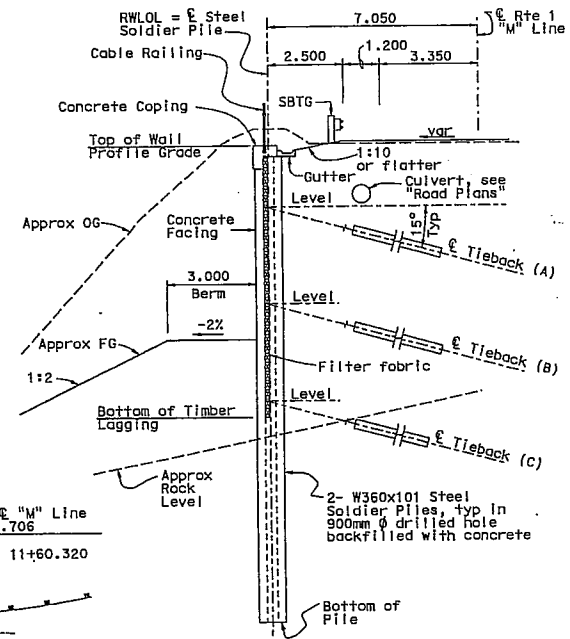 RWLOL = ℄ Steel
Soldier Pile
Cable Railing
Concrete Coping
Top of Wall
Profile Grade
7.050
℄ Rte 1
"M" Line
1.200
2.500
3.350
SBTG
var
1:10
or flatter
Gutter
Culvert, see
"Road Plans"
Level
15°
Typ
Approx OG
Concrete
Facing
℄ Tieback (A)
3.000
Berm
Level
-2%
Approx FG
℄ Tieback (B)
Filter fabric
1:2
Level
Bottom of Timber
Lagging
℄ Tieback (C)
Approx
Rock
Level
2- W360x101 Steel
Soldier Piles, typ in
900mm Ø drilled hole
backfilled with concrete
℄ "M" Line
.706
11+60.320
Bottom of
Pile